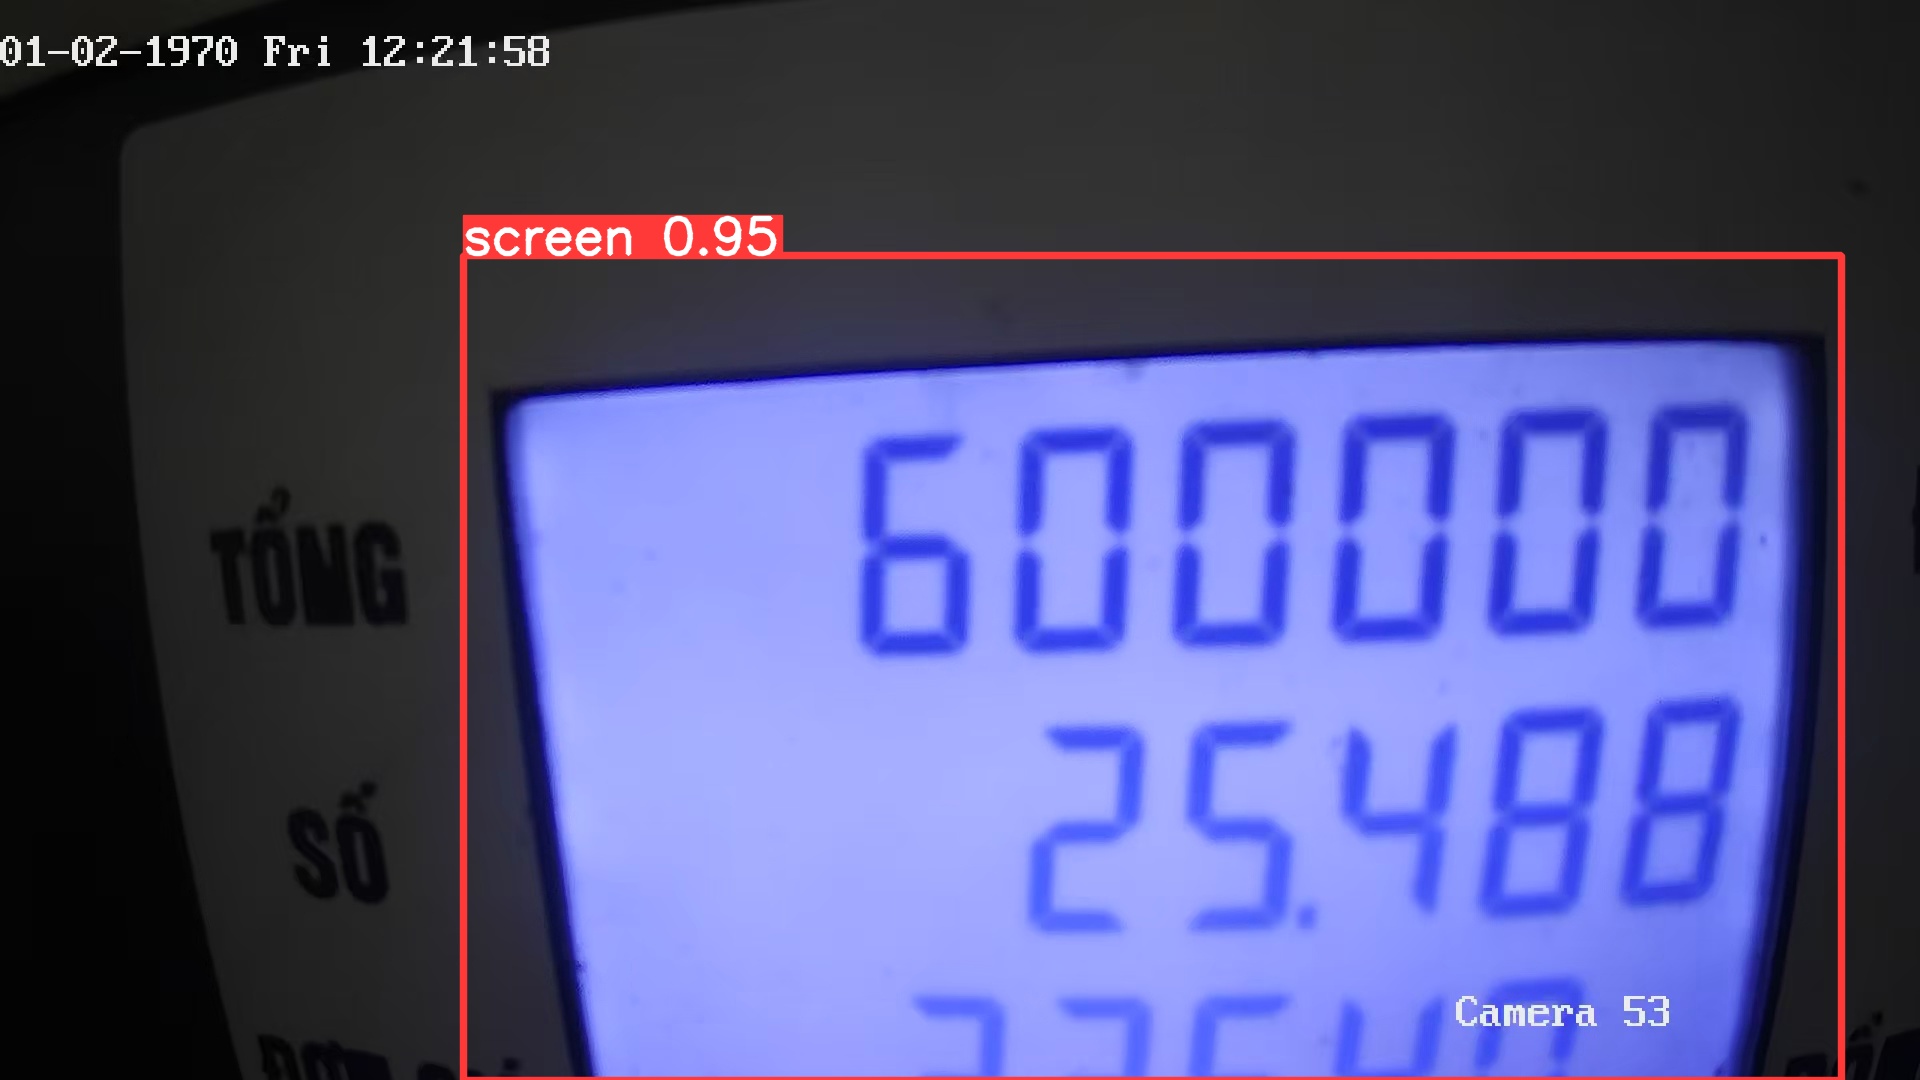 01-02-1970 Fri 12:21:58
screen 0.95
TỔNG 600000
SỐ 25.488
Camera 53